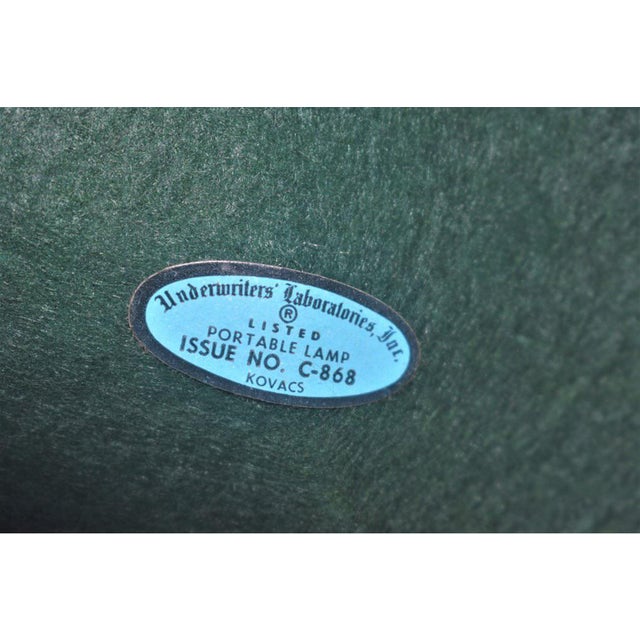 Underwriters' Laboratories, Inc.
®
LISTED
PORTABLE LAMP
ISSUE NO. C-868
KOVACS